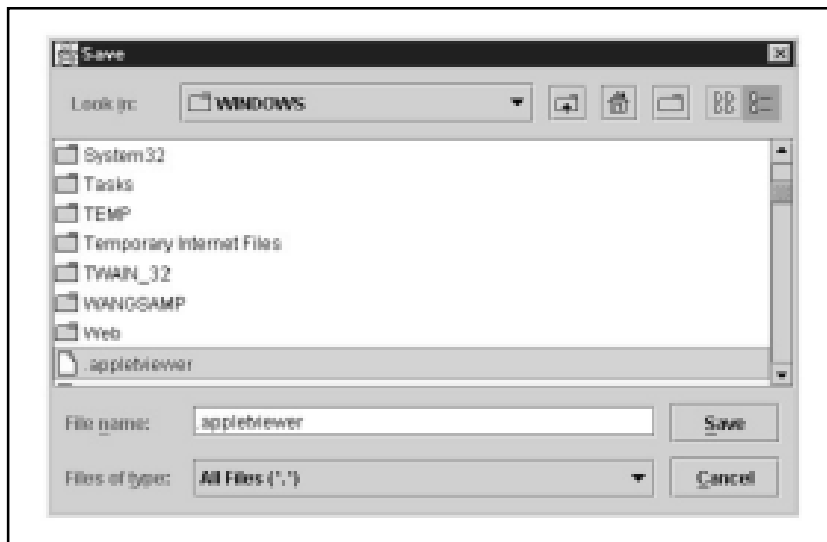 Save
Look in: WINDOWS
System32
Tasks
TEMP
Temporary Internet Files
TWAIN_32
WANGSAMP
Web
.appletviewer
File name: .appletviewer Save
Files of type: All Files (*.*) Cancel